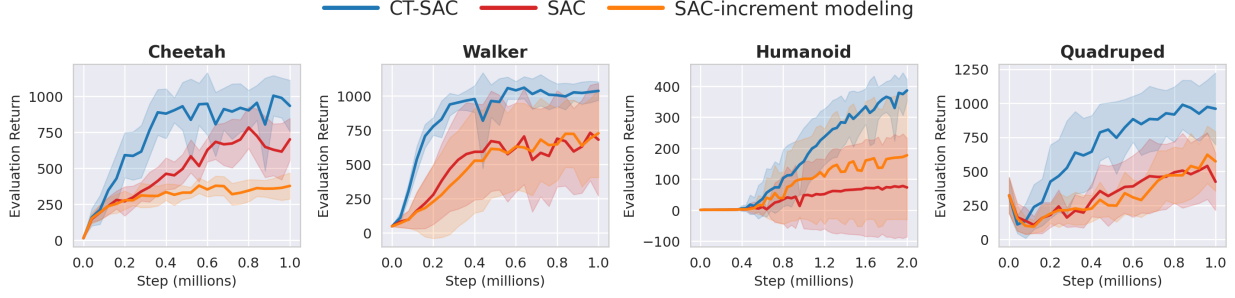 CT-SAC SAC SAC-increment modeling
Cheetah
Evaluation Return
1000
750
500
250
0
0.0 0.2 0.4 0.6 0.8 1.0
Step (millions)
Walker
Evaluation Return
1000
750
500
250
0
0.0 0.2 0.4 0.6 0.8 1.0
Step (millions)
Humanoid
Evaluation Return
400
300
200
100
0
−100
0.0 0.4 0.8 1.2 1.6 2.0
Step (millions)
Quadruped
Evaluation Return
1250
1000
750
500
250
0
0.0 0.2 0.4 0.6 0.8 1.0
Step (millions)